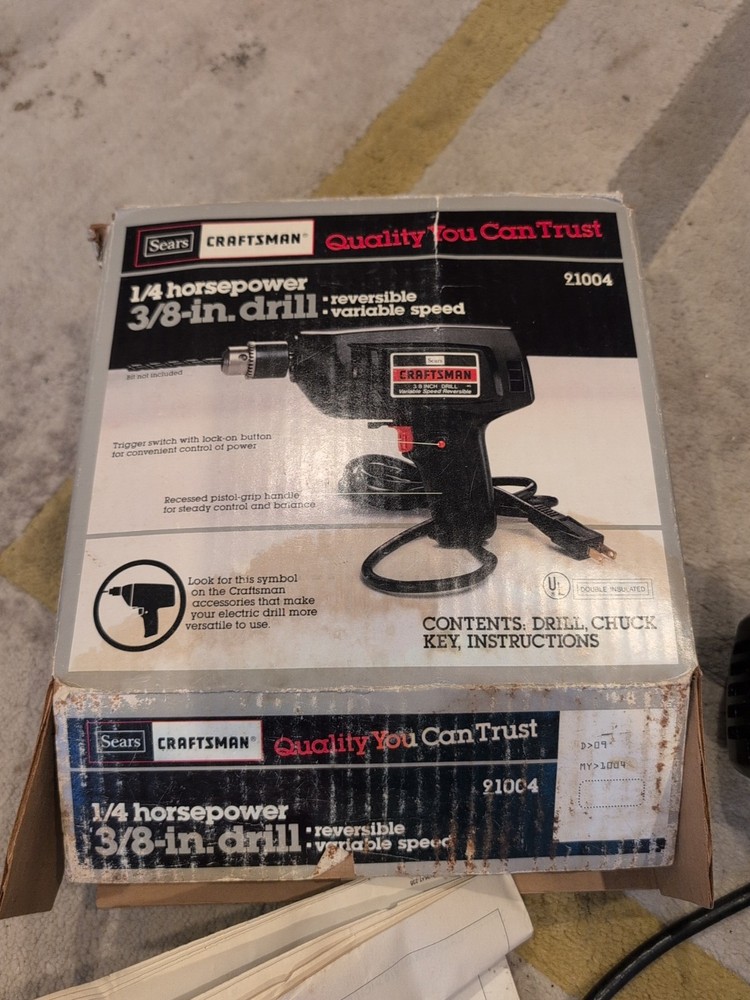 Sears CRAFTSMAN® Quality You Can Trust
1/4 horsepower
21004
3/8-in. drill : reversible
: variable speed
Bit not included
Sears
CRAFTSMAN
3/8 INCH DRILL
Variable Speed Reversible
Trigger switch with lock-on button
for convenient control of power
Recessed pistol-grip handle
for steady control and balance
Look for this symbol
on the Craftsman
accessories that make
your electric drill more
versatile to use.
UL DOUBLE INSULATED
CONTENTS: DRILL, CHUCK
KEY, INSTRUCTIONS
Sears CRAFTSMAN® Quality You Can Trust
D>09
MY>1004
21004
1/4 horsepower
3/8-in. drill : reversible
: variable speed